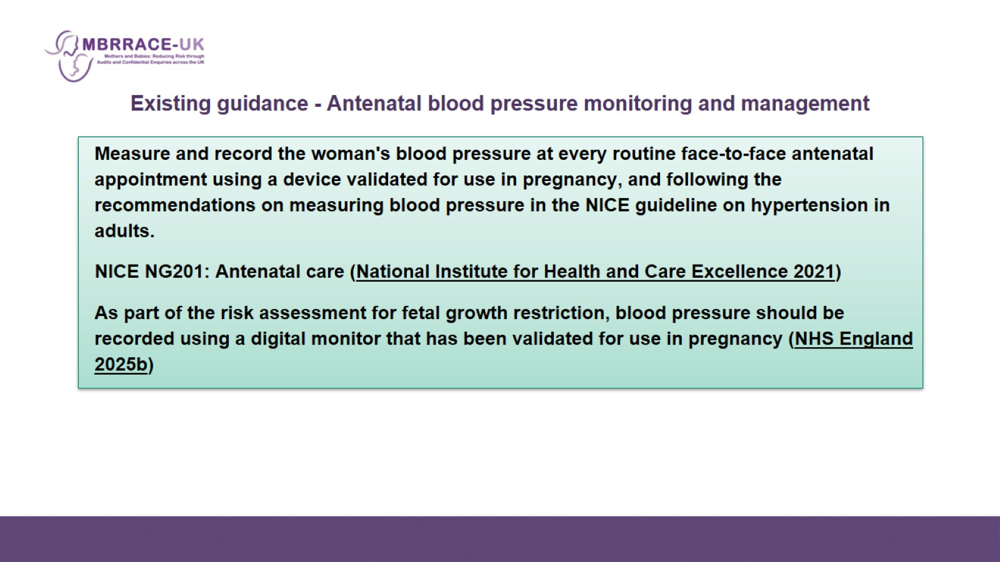 MBRRACE-UK
Mothers and Babies: Reducing Risk through
Audits and Confidential Enquiries across the UK
Existing guidance - Antenatal blood pressure monitoring and management
Measure and record the woman's blood pressure at every routine face-to-face antenatal
appointment using a device validated for use in pregnancy, and following the
recommendations on measuring blood pressure in the NICE guideline on hypertension in
adults.
NICE NG201: Antenatal care (National Institute for Health and Care Excellence 2021)
As part of the risk assessment for fetal growth restriction, blood pressure should be
recorded using a digital monitor that has been validated for use in pregnancy (NHS England
2025b)